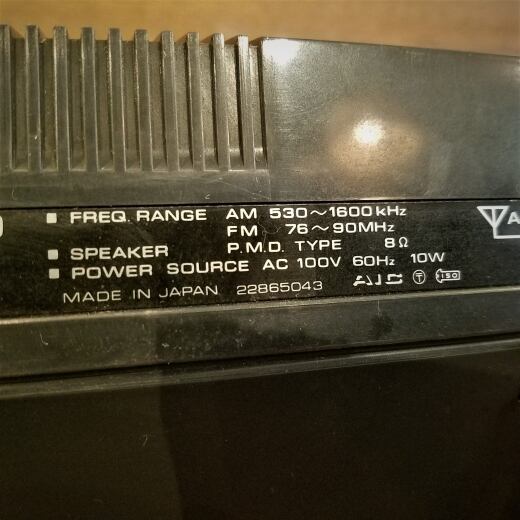 ■ FREQ. RANGE AM 530~1600kHz
FM 76~90MHz
■ SPEAKER P.M.D. TYPE 8Ω
■ POWER SOURCE AC 100V 60Hz 10W
MADE IN JAPAN 22865043
T ISO